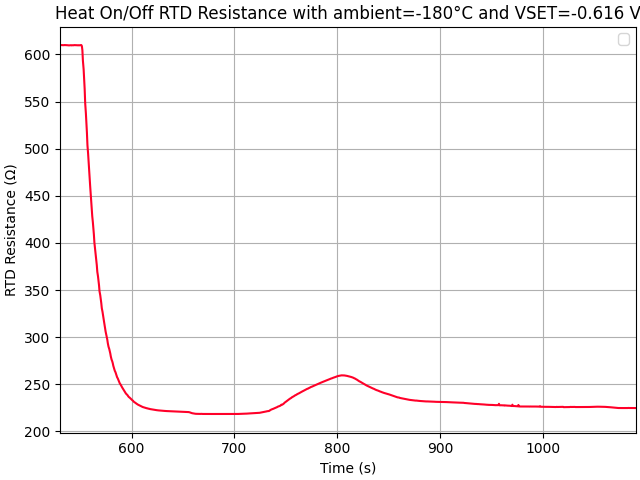 Heat On/Off RTD Resistance with ambient=-180°C and VSET=-0.616 V
600
550
500
450
400
350
300
250
200
RTD Resistance (Ω)
600 700 800 900 1000
Time (s)